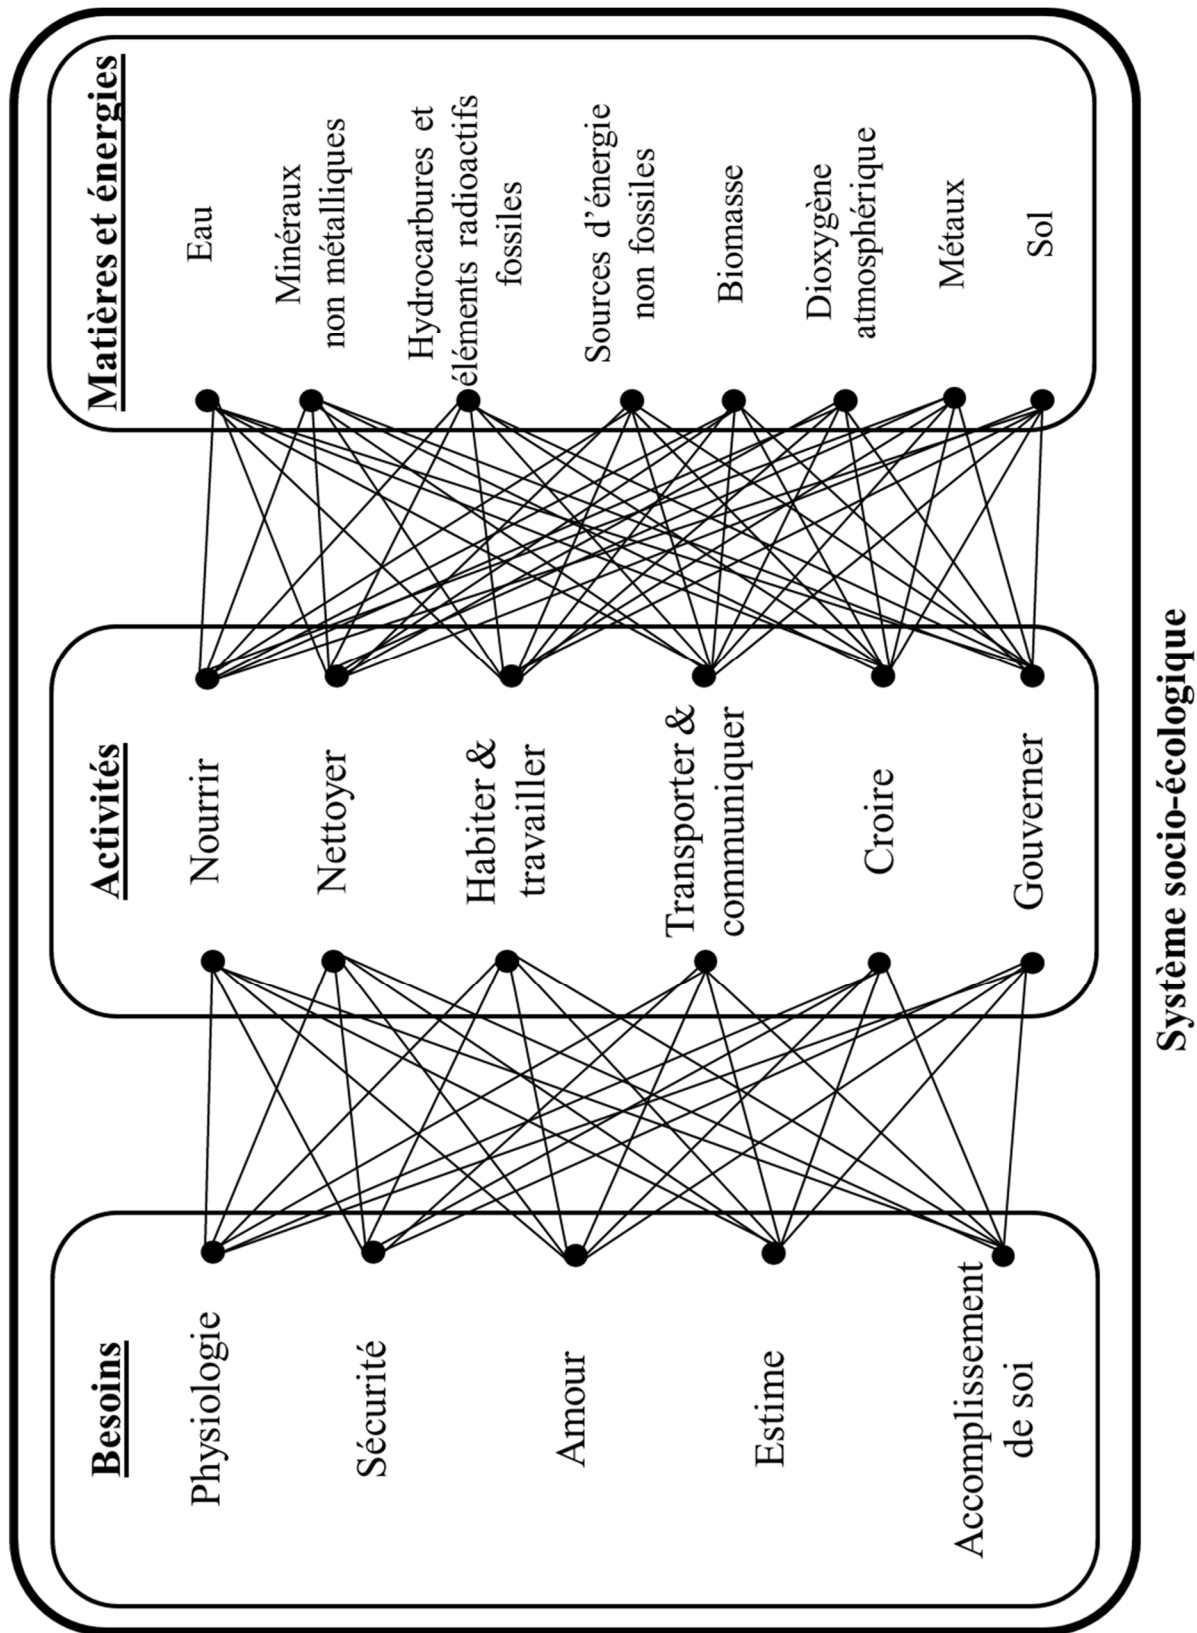 Besoins
Physiologie
Sécurité
Amour
Estime
Accomplissement
de soi
Activités
Nourrir
Nettoyer
Habiter &
travailler
Transporter &
communiquer
Croire
Gouverner
Matières et énergies
Eau
Minéraux
non métalliques
Hydrocarbures et
éléments radioactifs
fossiles
Sources d'énergie
non fossiles
Biomasse
Dioxygène
atmosphérique
Métaux
Sol
Système socio-écologique